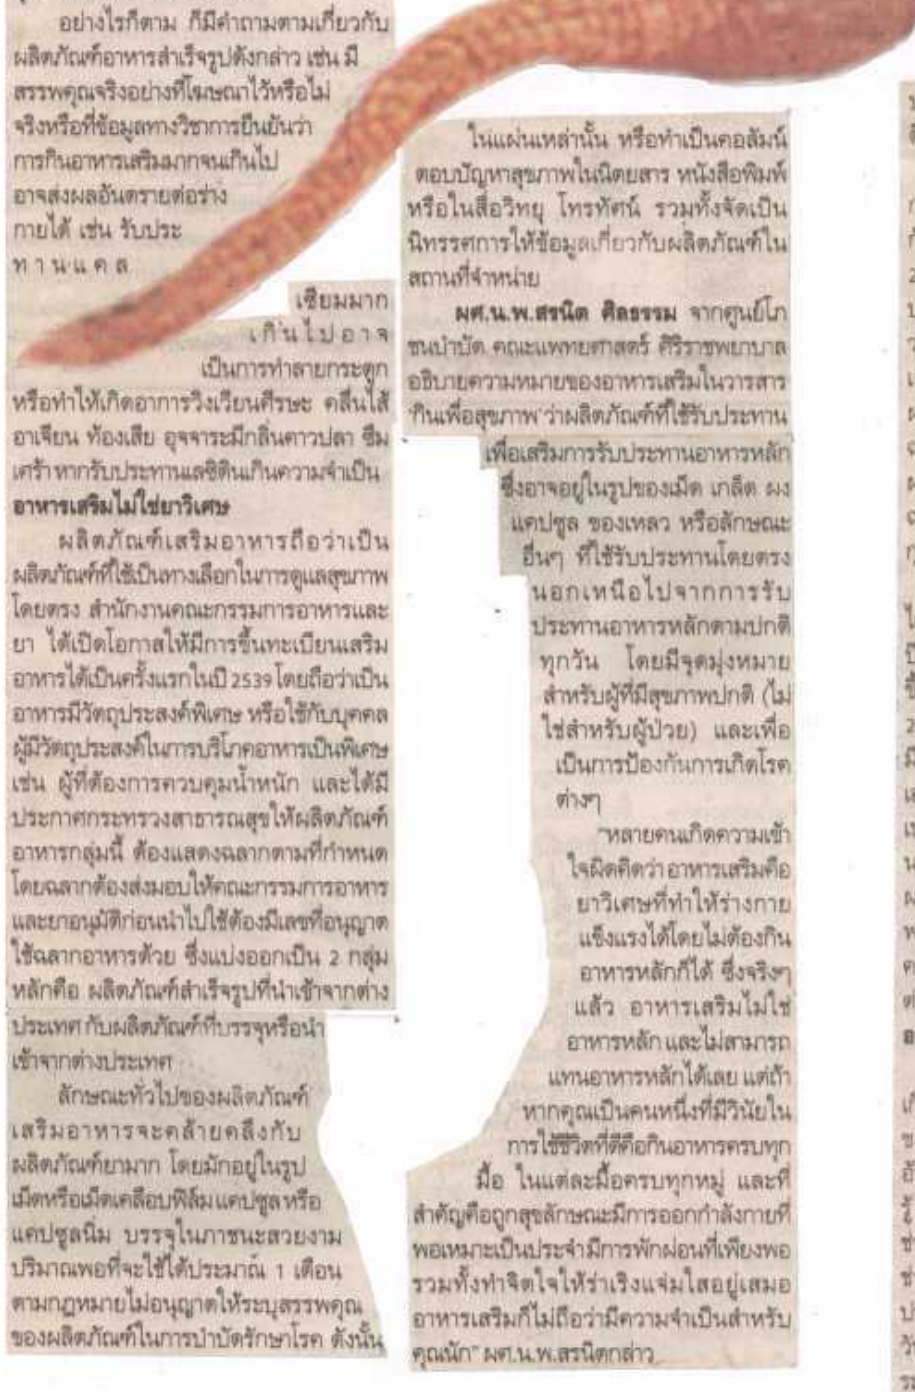 อย่างไรก็ตาม ก็มีคำถามตามเกี่ยวกับ
ผลิตภัณฑ์อาหารสำเร็จรูปดังกล่าว เช่น มี
สรรพคุณจริงอย่างที่โฆษณาไว้หรือไม่
จริงหรือที่ข้อมูลทางวิชาการยืนยันว่า
การกินอาหารเสริมมากจนเกินไป
อาจส่งผลอันตรายต่อร่าง
กายได้ เช่น รับประ
ทานแคล
เซียมมาก
เกินไปอาจ
เป็นการทำลายกระดูก
หรือทำให้เกิดอาการวิงเวียนศีรษะ คลื่นไส้
อาเจียน ท้องเสีย อุจจาระมีกลิ่นคาวปลา ซึม
เศร้า หากรับประทานเลซิตินเกินความจำเป็น
อาหารเสริมไม่ใช่ยาวิเศษ
ผลิตภัณฑ์เสริมอาหารถือว่าเป็น
ผลิตภัณฑ์ที่ใช้เป็นทางเลือกในการดูแลสุขภาพ
โดยตรง สำนักงานคณะกรรมการอาหารและ
ยา ได้เปิดโอกาสให้มีการขึ้นทะเบียนเสริม
อาหารได้เป็นครั้งแรกในปี 2539 โดยถือว่าเป็น
อาหารมีวัตถุประสงค์พิเศษ หรือใช้กับบุคคล
ผู้มีวัตถุประสงค์ในการบริโภคอาหารเป็นพิเศษ
เช่น ผู้ที่ต้องการควบคุมน้ำหนัก และได้มี
ประกาศกระทรวงสาธารณสุขให้ผลิตภัณฑ์
อาหารกลุ่มนี้ ต้องแสดงฉลากตามที่กำหนด
โดยฉลากต้องส่งมอบให้คณะกรรมการอาหาร
และยาอนุมัติก่อนนำไปใช้ต้องมีเลขที่อนุญาต
ใช้ฉลากอาหารด้วย ซึ่งแบ่งออกเป็น 2 กลุ่ม
หลักคือ ผลิตภัณฑ์สำเร็จรูปที่นำเข้าจากต่าง
ประเทศ กับผลิตภัณฑ์ที่บรรจุหรือนำ
เข้าจากต่างประเทศ
ลักษณะทั่วไปของผลิตภัณฑ์
เสริมอาหารจะคล้ายคลึงกับ
ผลิตภัณฑ์ยามาก โดยมักอยู่ในรูป
เม็ดหรือเม็ดเคลือบฟิล์ม แคปซูล หรือ
แคปซูลนิ่ม บรรจุในภาชนะสวยงาม
ปริมาณพอที่จะใช้ได้ประมาณ 1 เดือน
ตามกฎหมายไม่อนุญาตให้ระบุสรรพคุณ
ของผลิตภัณฑ์ในการบำบัดรักษาโรค ดังนั้น
ในแผ่นเหล่านั้น หรือทำเป็นคอลัมน์
ตอบปัญหาสุขภาพในนิตยสาร หนังสือพิมพ์
หรือในสื่อวิทยุ โทรทัศน์ รวมทั้งจัดเป็น
นิทรรศการให้ข้อมูลเกี่ยวกับผลิตภัณฑ์ใน
สถานที่จำหน่าย
ผศ.น.พ.สรนิต ศิลธรรม จากศูนย์โภ
ชนบำบัด คณะแพทยศาสตร์ ศิริราชพยาบาล
อธิบายความหมายของอาหารเสริมในวารสาร
'กินเพื่อสุขภาพ' ว่าผลิตภัณฑ์ที่ใช้รับประทาน
เพื่อเสริมการรับประทานอาหารหลัก
ซึ่งอาจอยู่ในรูปของเม็ด เกล็ด ผง
แคปซูล ของเหลว หรือลักษณะ
อื่นๆ ที่ใช้รับประทานโดยตรง
นอกเหนือไปจากการรับ
ประทานอาหารหลักตามปกติ
ทุกวัน โดยมีจุดมุ่งหมาย
สำหรับผู้ที่มีสุขภาพปกติ (ไม่
ใช่สำหรับผู้ป่วย) และเพื่อ
เป็นการป้องกันการเกิดโรค
ต่างๆ
"หลายคนเกิดความเข้า
ใจผิดคิดว่า อาหารเสริมคือ
ยาวิเศษที่ทำให้ร่างกาย
แข็งแรงได้โดยไม่ต้องกิน
อาหารหลักก็ได้ ซึ่งจริงๆ
แล้ว อาหารเสริมไม่ใช่
อาหารหลัก และไม่สามารถ
แทนอาหารหลักได้เลย แต่ถ้า
หากคุณเป็นคนหนึ่งที่มีวินัยใน
การใช้ชีวิตที่ดีคือกินอาหารครบทุก
มื้อ ในแต่ละมื้อครบทุกหมู่ และที่
สำคัญคือถูกสุขลักษณะมีการออกกำลังกายที่
พอเหมาะเป็นประจำมีการพักผ่อนที่เพียงพอ
รวมทั้งทำจิตใจให้ร่าเริงแจ่มใสอยู่เสมอ
อาหารเสริมก็ไม่ถือว่ามีความจำเป็นสำหรับ
คุณนัก" ผศ.น.พ.สรนิตกล่าว